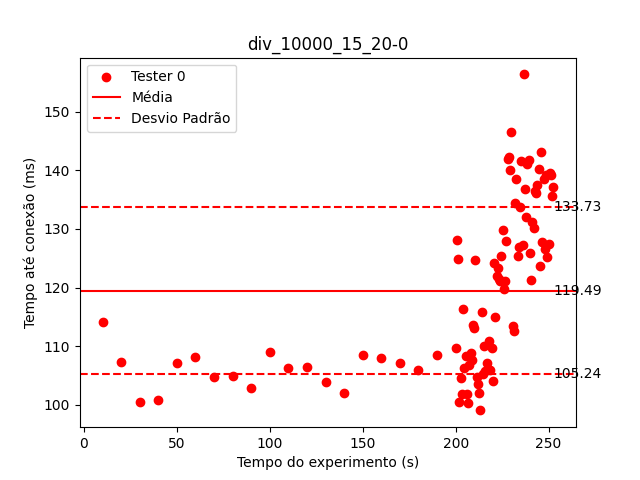 div_10000_15_20-0
Tester 0
Média
Desvio Padrão
150
140
130
120
110
100
133.73
119.49
105.24
Tempo até conexão (ms)
0
50
100
150
200
250
Tempo do experimento (s)